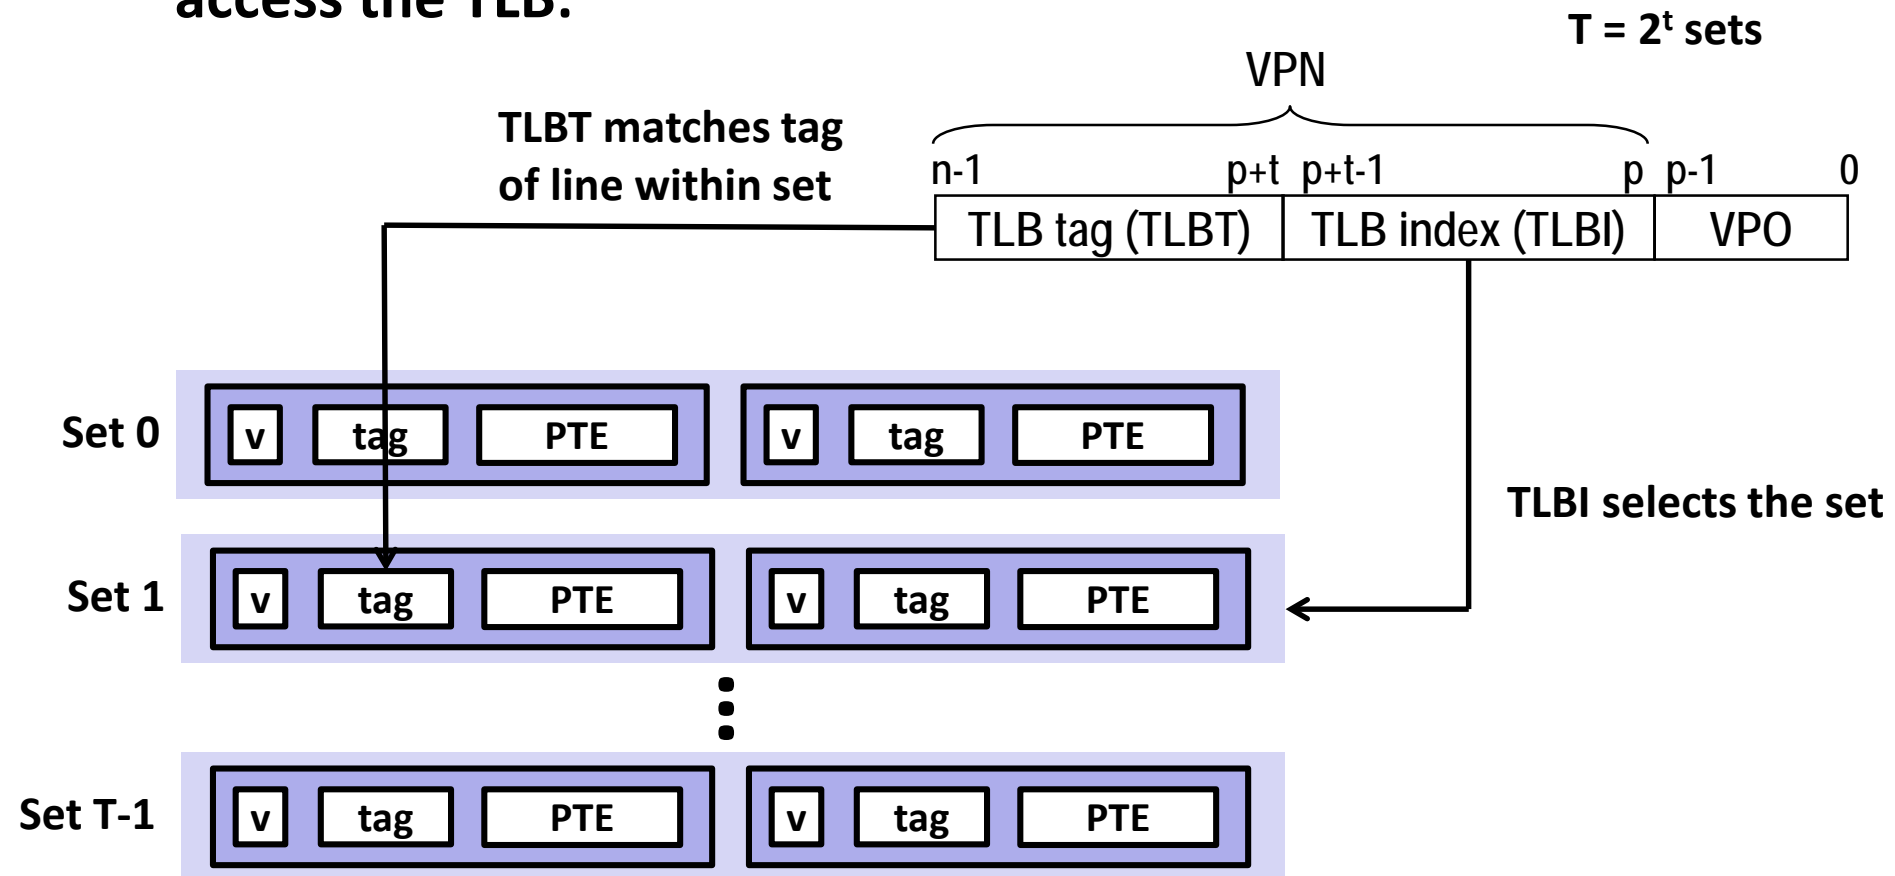 access the TLB:
T = 2ᵗ sets
VPN
TLBT matches tag
of line within set
n-1 p+t p+t-1 p p-1 0
TLB tag (TLBT) TLB index (TLBI) VPO
Set 0 v tag PTE v tag PTE
TLBI selects the set
Set 1 v tag PTE v tag PTE
Set T-1 v tag PTE v tag PTE